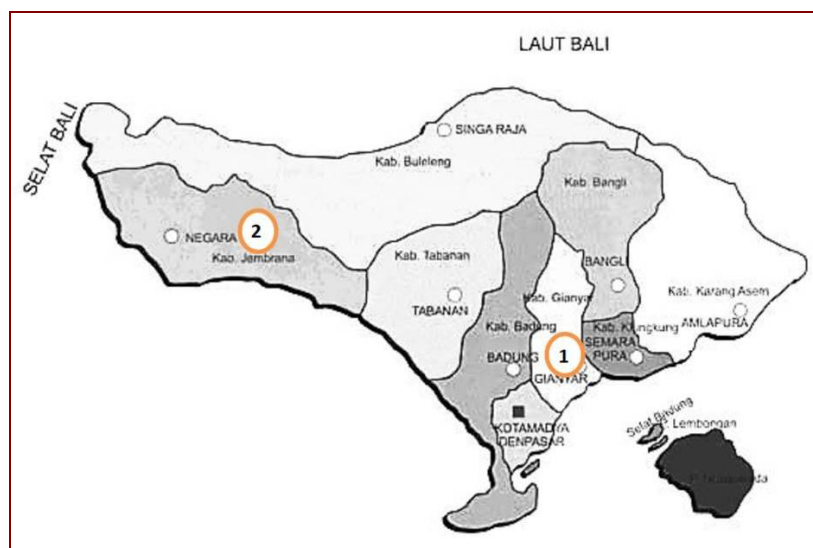 LAUT BALI
SELAT BALI
SINGA RAJA
Kab. Buleleng
Kab. Bangli
NEGARA
2
Kab. Jembrana
Kab. Tabanan
BANGLI
Kab. Karang Asem
Kab. Gianyar
TABANAN
AMLAPURA
Kab. Badung
Kab. Klungkung
SEMARA
PURA
1
BADUNG
GIANYAR
KOTAMADYA
DENPASAR
Selat Badung
P. Lembongan